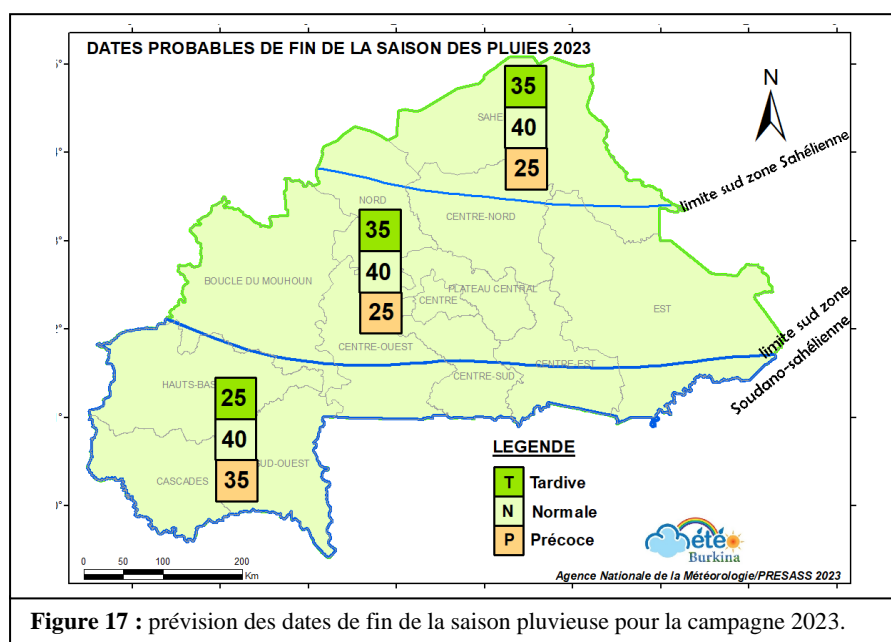 DATES PROBABLES DE FIN DE LA SAISON DES PLUIES 2023
N
35
SAHE
40
25
limite sud zone Sahélienne
NORD
CENTRE-NORD
35
BOUCLE DU MOUHOUN
40
PLATEAU CENTRAL
CENTRE
EST
25
limite sud zone
Soudano-sahélienne
CENTRE-OUEST
CENTRE-EST
CENTRE-SUD
HAUTS-BAS
25
40
SUD-OUEST
CASCADES
35
LEGENDE
T Tardive
N Normale
P Précoce
0 50 100 200
Km
Météo
Burkina
Agence Nationale de la Météorologie/PRESASS 2023
Figure 17 : prévision des dates de fin de la saison pluvieuse pour la campagne 2023.